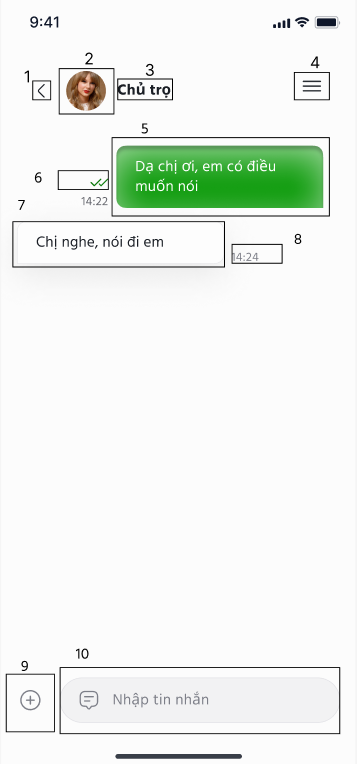 9:41
2
3
4
1
Chủ trọ
5
Dạ chị ơi, em có điều
muốn nói
6
14:22
7
Chị nghe, nói đi em
8
14:24
10
9
Nhập tin nhắn